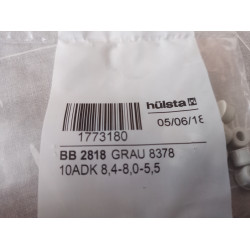 hülsta
05/06/18
1773180
BB 2818 GRAU 8378
10ADK 8,4-8,0-5,5